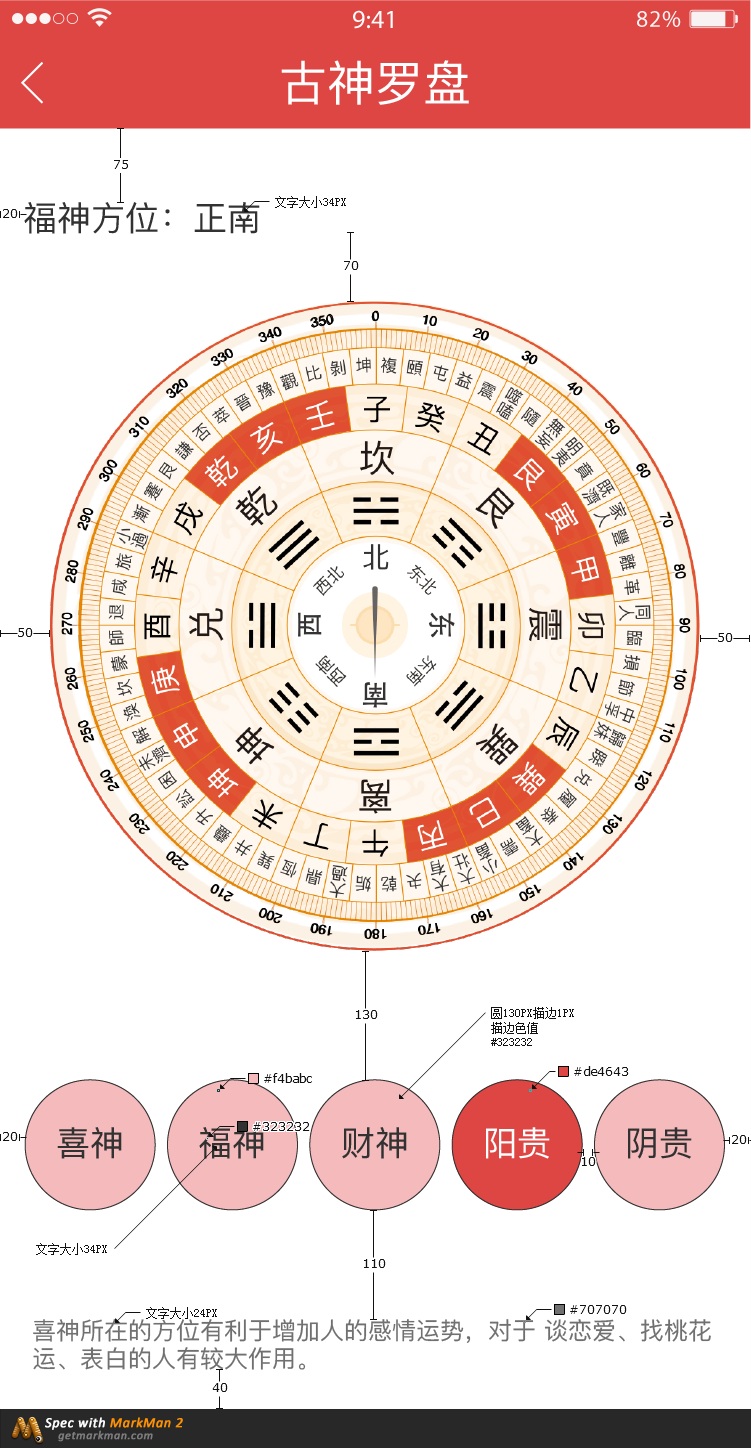 9:41
82%
古神罗盘
75
20
福神方位：正南
文字大小34PX
70
0
10
20
30
40
50
60
70
80
90
100
110
120
130
140
150
160
170
180
190
200
210
220
230
240
250
260
270
280
290
300
310
320
330
340
350
複
頤
屯
益
震
噬嗑
隨
無妄
明夷
賁
既濟
家人
豐
離
革
同人
臨
損
節
中孚
歸妹
睽
兌
履
泰
大畜
需
小畜
大壮
大有
夬
乾
姤
大過
鼎
恆
巽
井
蠱
升
訟
困
未濟
解
渙
坎
蒙
師
退
咸
旅
小過
漸
蹇
艮
謙
否
萃
晉
豫
觀
比
剝
坤
子
癸
丑
艮
寅
甲
卯
乙
辰
巽
巳
丙
午
丁
未
坤
申
庚
酉
辛
戌
乾
亥
壬
坎
艮
震
巽
离
坤
兑
乾
北
东北
东
东南
南
西南
西
西北
50
50
130
圆130PX描边1PX
描边色值
#323232
#f4babc
#de4643
#323232
20
喜神
福神
财神
阳贵
阴贵
20
10
文字大小34PX
110
文字大小24PX
#707070
喜神所在的方位有利于增加人的感情运势，对于 谈恋爱、找桃花
运、表白的人有较大作用。
40
Spec with MarkMan 2
getmarkman.com